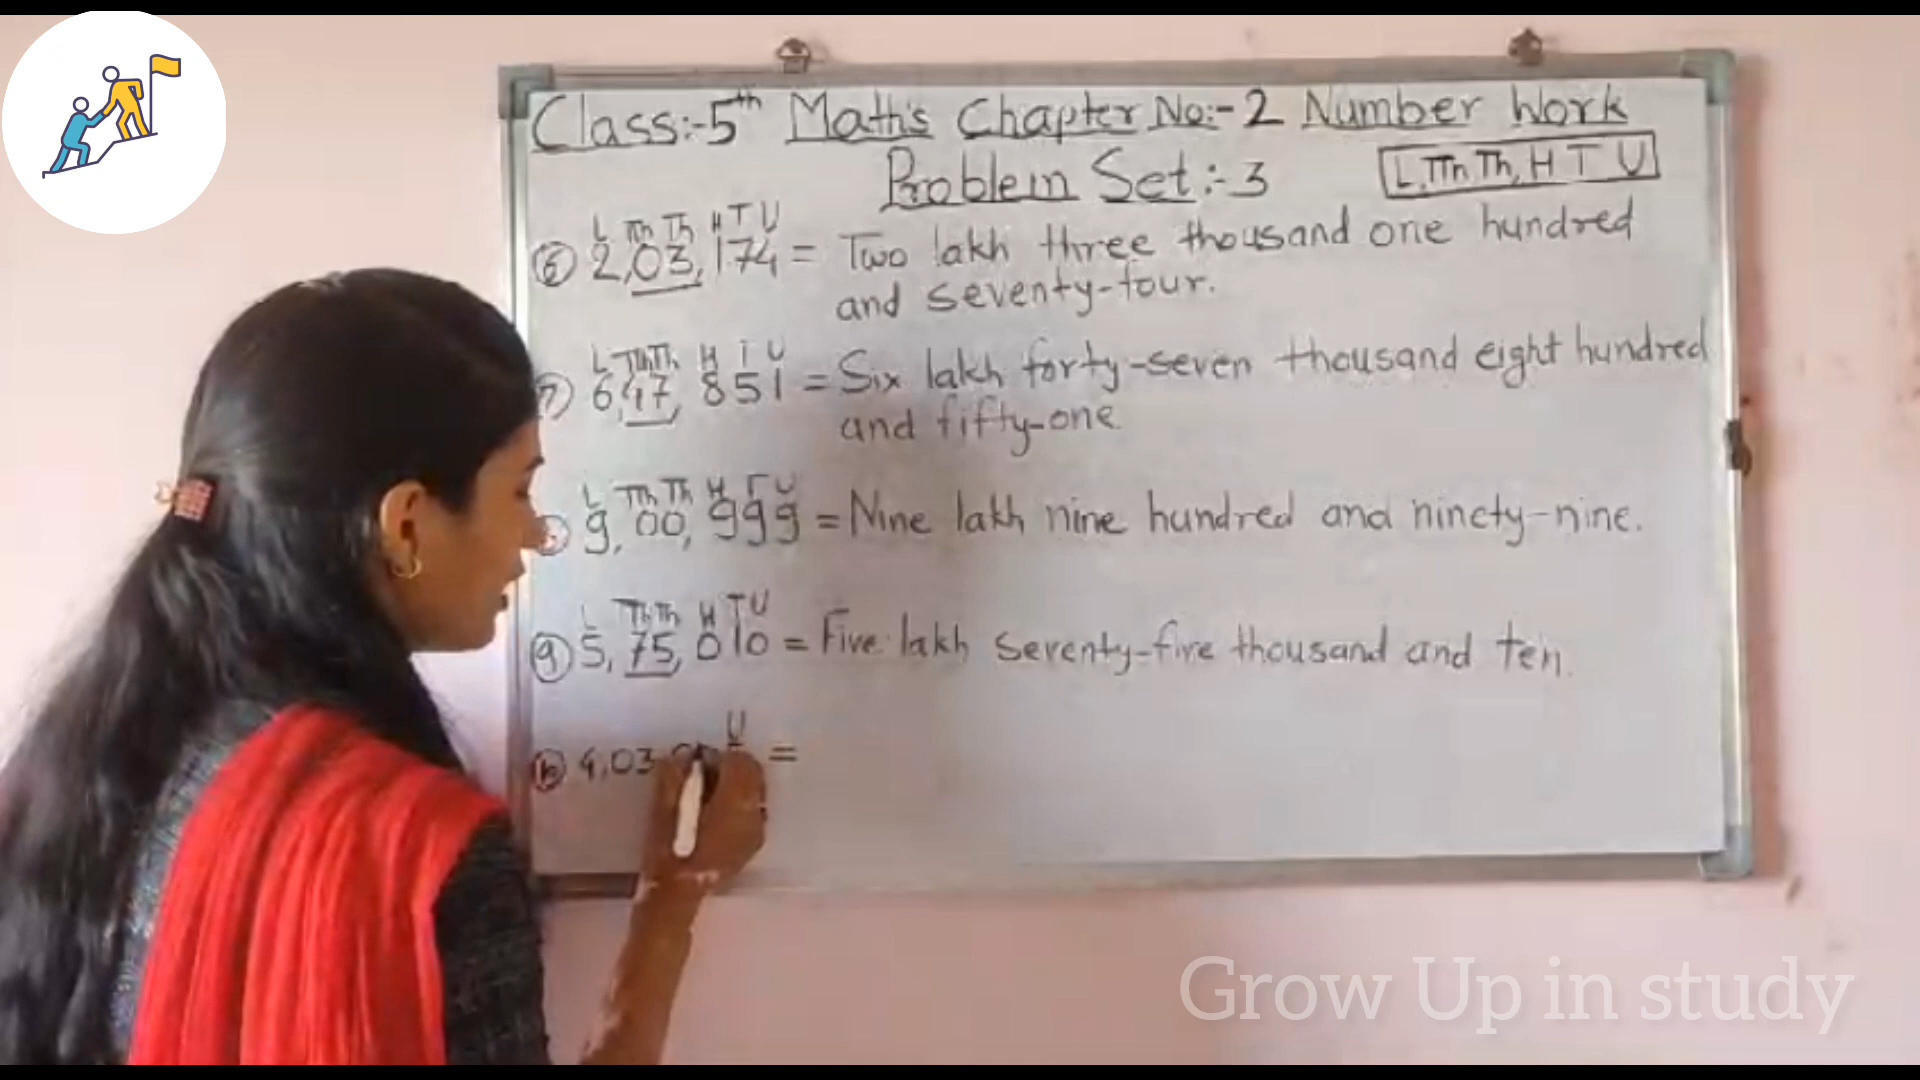 Class:-5th Maths Chapter No:-2 Number Work
Problem Set:-3
L,TTh Th, H T U
L TTh Th H T U
6 2,03,174 = Two lakh three thousand one hundred
and seventy-four.
L TTh Th H T U
7 6,47,851 = Six lakh forty-seven thousand eight hundred
and fifty-one.
L TTh Th H T U
9,00,999 = Nine lakh nine hundred and ninety-nine.
L TTh Th H T U
9 5,75,010 = Five lakh seventy-five thousand and ten.
U
10 4,03 =
Grow Up in study